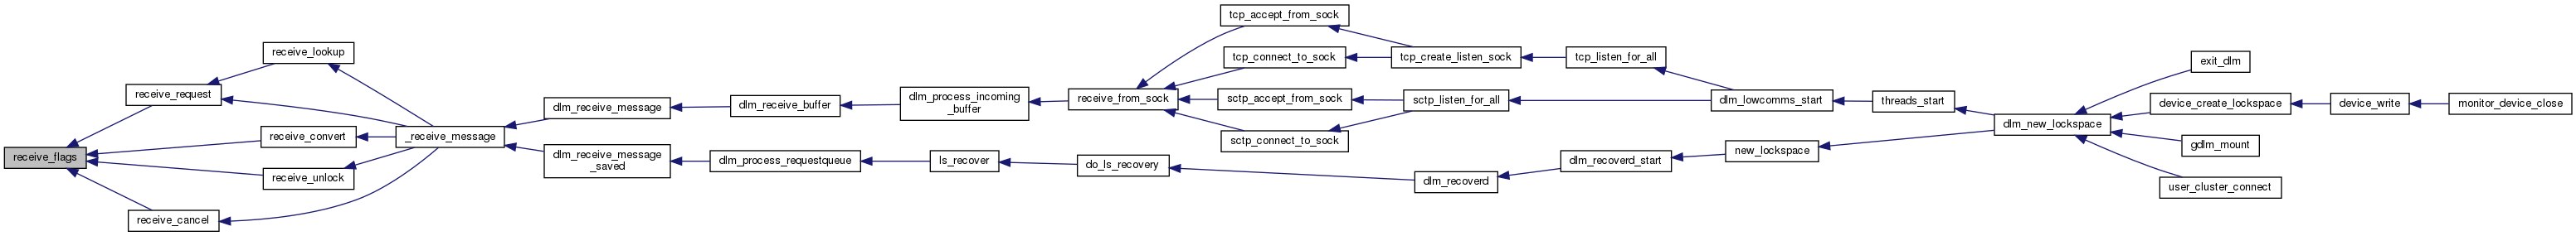 receive_flags
receive_request
receive_lookup
receive_convert
receive_unlock
receive_cancel
_receive_message
dlm_receive_message
dlm_receive_message
_saved
dlm_receive_buffer
dlm_process_requestqueue
dlm_process_incoming
_buffer
ls_recover
receive_from_sock
do_ls_recovery
tcp_accept_from_sock
tcp_connect_to_sock
sctp_accept_from_sock
sctp_connect_to_sock
tcp_create_listen_sock
sctp_listen_for_all
dlm_recoverd
tcp_listen_for_all
dlm_recoverd_start
dlm_lowcomms_start
new_lockspace
threads_start
dlm_new_lockspace
exit_dlm
device_create_lockspace
gdlm_mount
user_cluster_connect
device_write
monitor_device_close